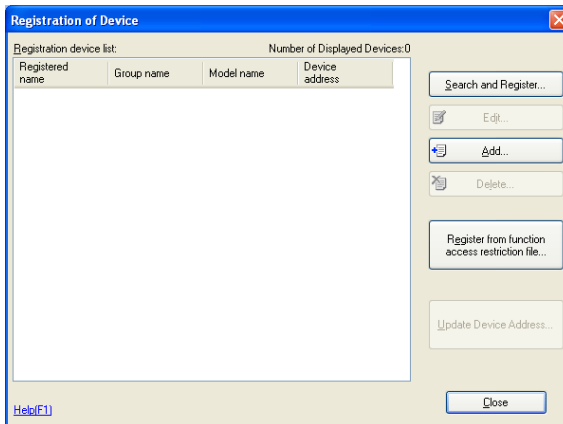 Registration of Device
Registration device list:
Number of Displayed Devices:0
Registered name
Group name
Model name
Device address
Search and Register...
Edit...
Add...
Delete...
Register from function
access restriction file...
Update Device Address...
Close
Help(F1)